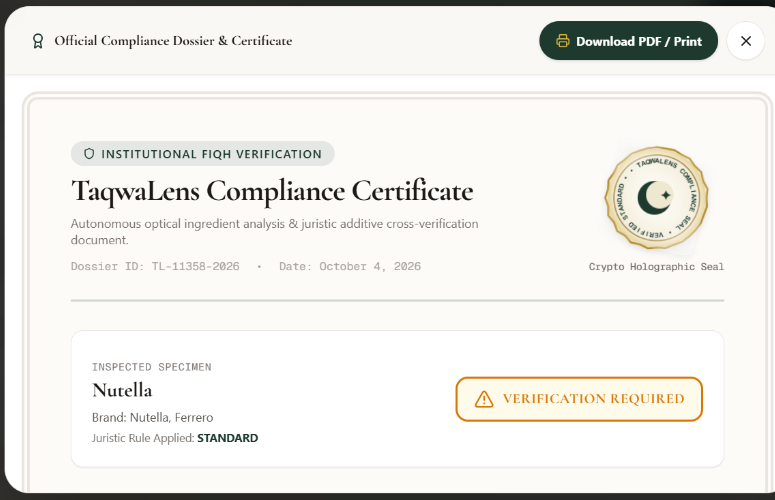 Official Compliance Dossier & Certificate
Download PDF / Print
INSTITUTIONAL FIQH VERIFICATION
TaqwaLens Compliance Certificate
Autonomous optical ingredient analysis & juristic additive cross-verification
document.
Dossier ID: TL-11358-2026 • Date: October 4, 2026
• TAQWALENS COMPLIANCE SEAL • VERIFIED STANDARD •
Crypto Holographic Seal
INSPECTED SPECIMEN
Nutella
Brand: Nutella, Ferrero
Juristic Rule Applied: STANDARD
VERIFICATION REQUIRED